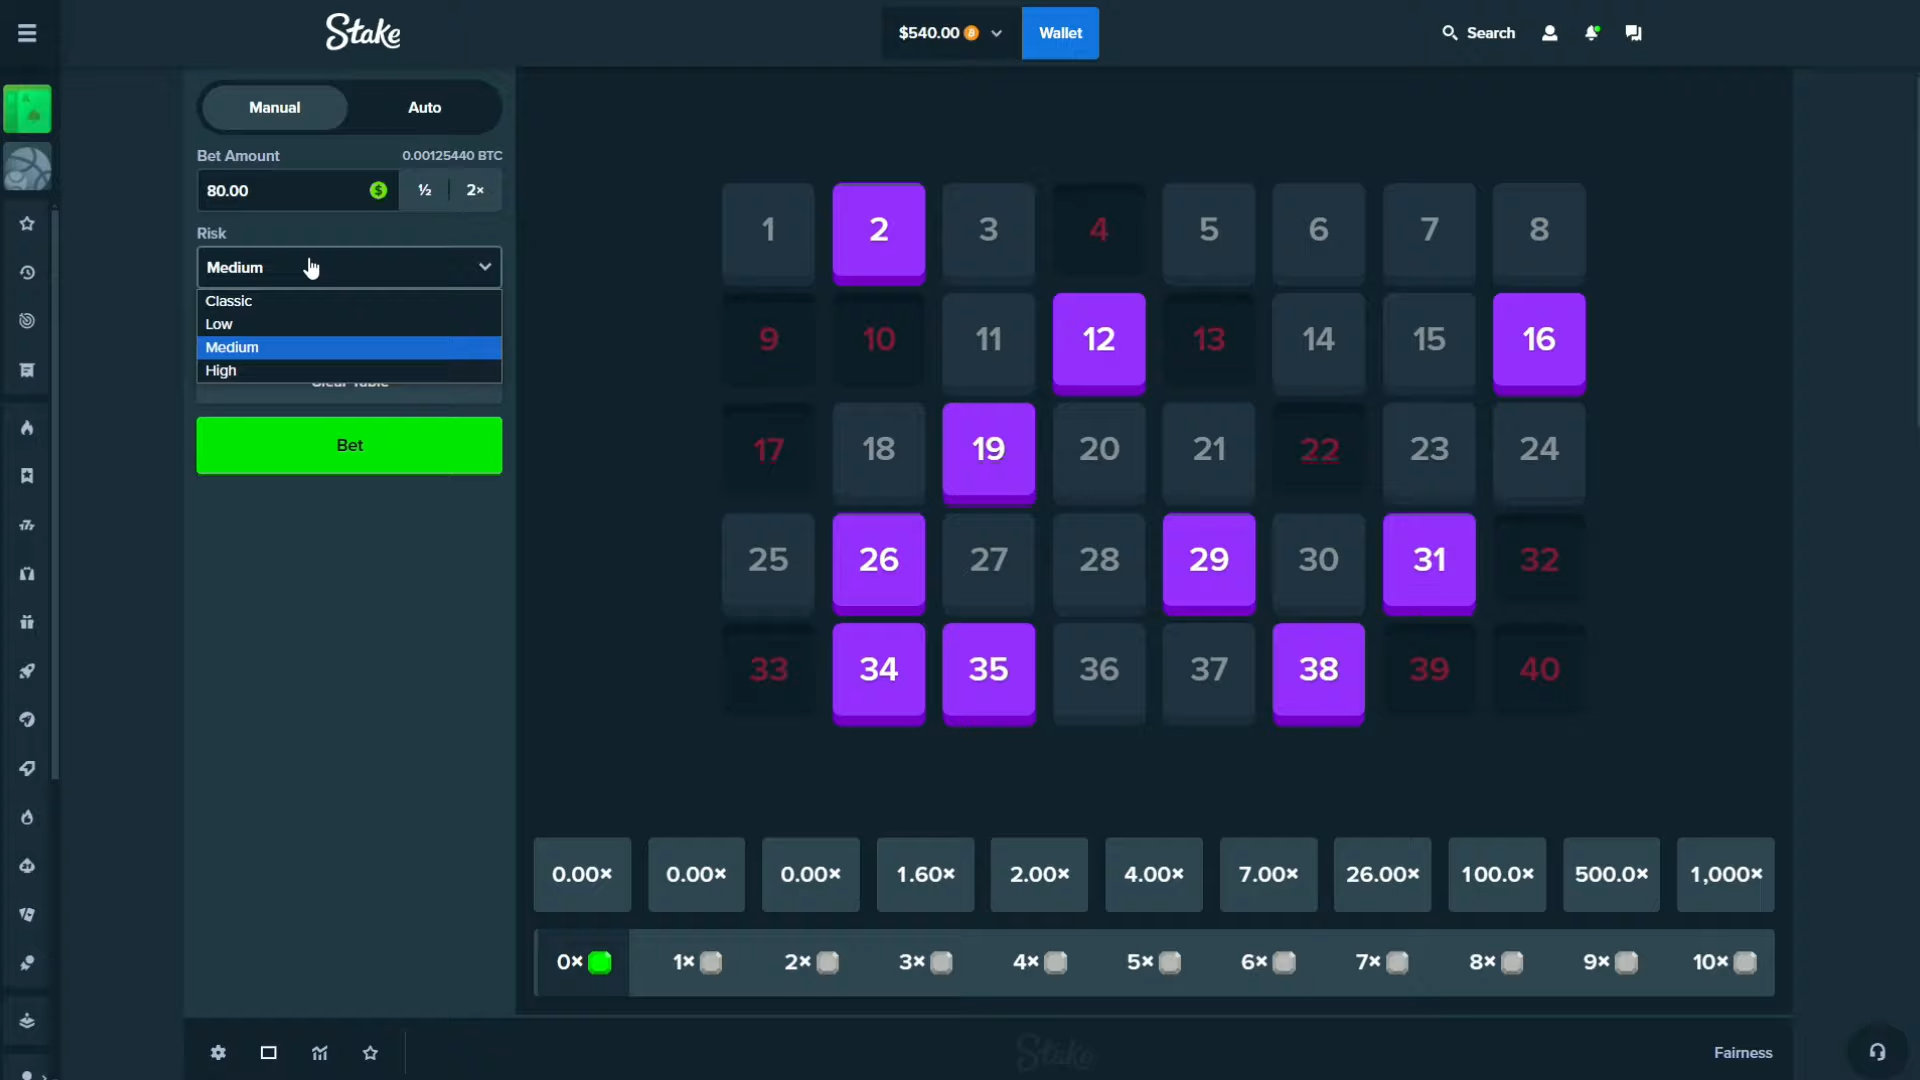 Stake
$540.00
Wallet
Search
Manual
Auto
Bet Amount
0.00125440 BTC
80.00
½
2×
Risk
Medium
Classic
Low
Medium
High
Clear Table
Bet
1 2 3 4 5 6 7 8
9 10 11 12 13 14 15 16
17 18 19 20 21 22 23 24
25 26 27 28 29 30 31 32
33 34 35 36 37 38 39 40
0.00× 0.00× 0.00× 1.60× 2.00× 4.00× 7.00× 26.00× 100.0× 500.0× 1,000×
0× 1× 2× 3× 4× 5× 6× 7× 8× 9× 10×
Stake
Fairness